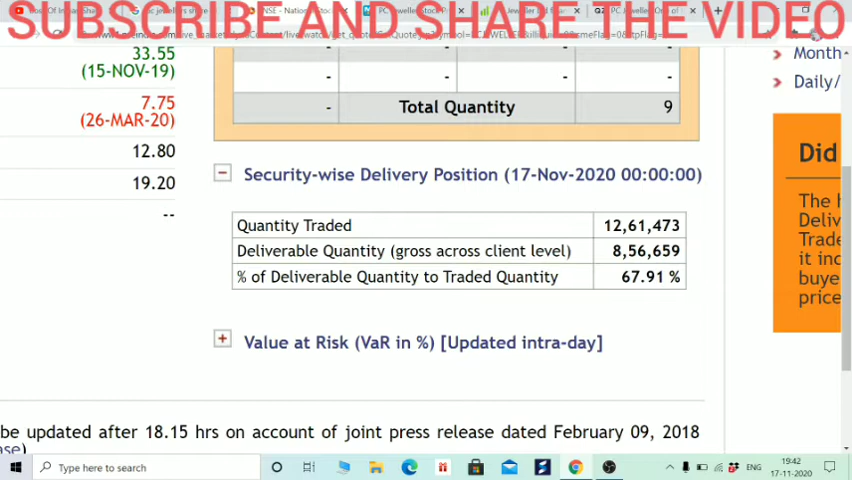 SUBSCRIBE AND SHARE THE VIDEO
33.55
(15-NOV-19)
7.75
(26-MAR-20)
12.80
19.20
--
- - - -
- Total Quantity 9
Security-wise Delivery Position (17-Nov-2020 00:00:00)
Quantity Traded 12,61,473
Deliverable Quantity (gross across client level) 8,56,659
% of Deliverable Quantity to Traded Quantity 67.91 %
Value at Risk (VaR in %) [Updated intra-day]
be updated after 18.15 hrs on account of joint press release dated February 09, 2018
ase)
Month
Daily/
Did
The h
Deliv
Trade
it inc
buye
price
Type here to search
ENG
19:42
17-11-2020